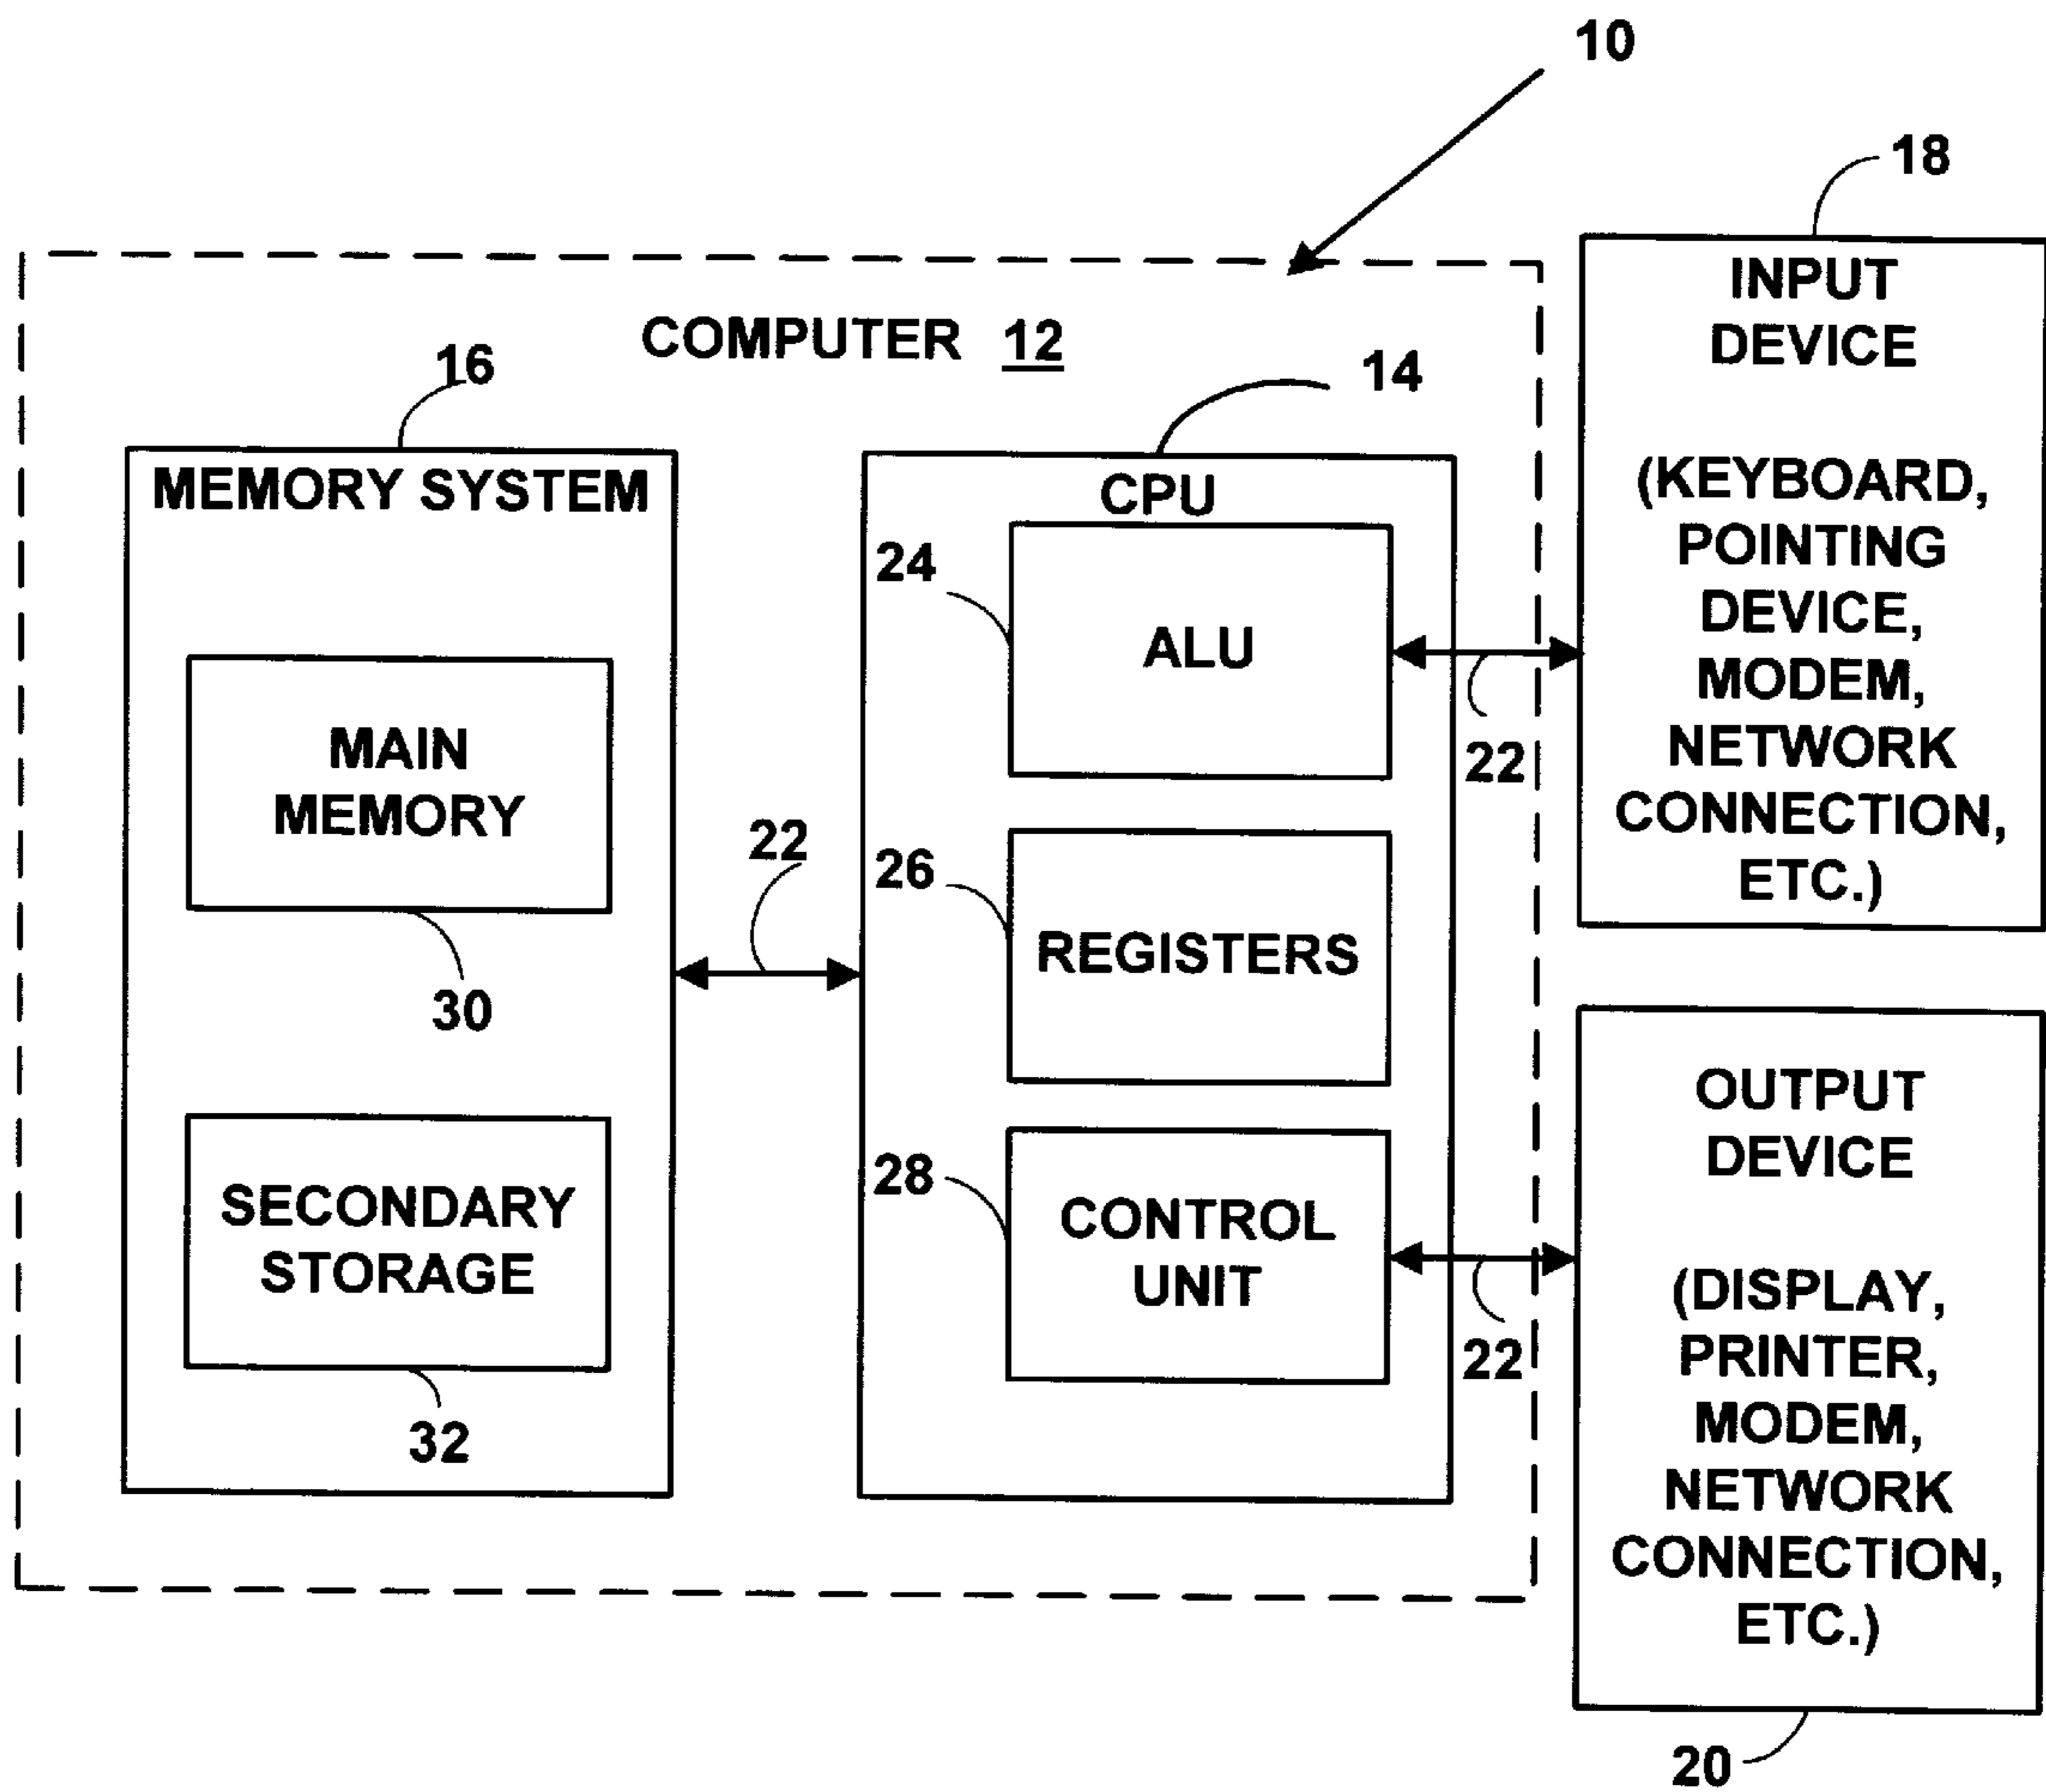 10
18
COMPUTER 12
16
14
MEMORY SYSTEM
MAIN
MEMORY
30
SECONDARY
STORAGE
32
22
CPU
24
ALU
26
REGISTERS
28
CONTROL
UNIT
22
22
INPUT
DEVICE
(KEYBOARD,
POINTING
DEVICE,
MODEM,
NETWORK
CONNECTION,
ETC.)
OUTPUT
DEVICE
(DISPLAY,
PRINTER,
MODEM,
NETWORK
CONNECTION,
ETC.)
20